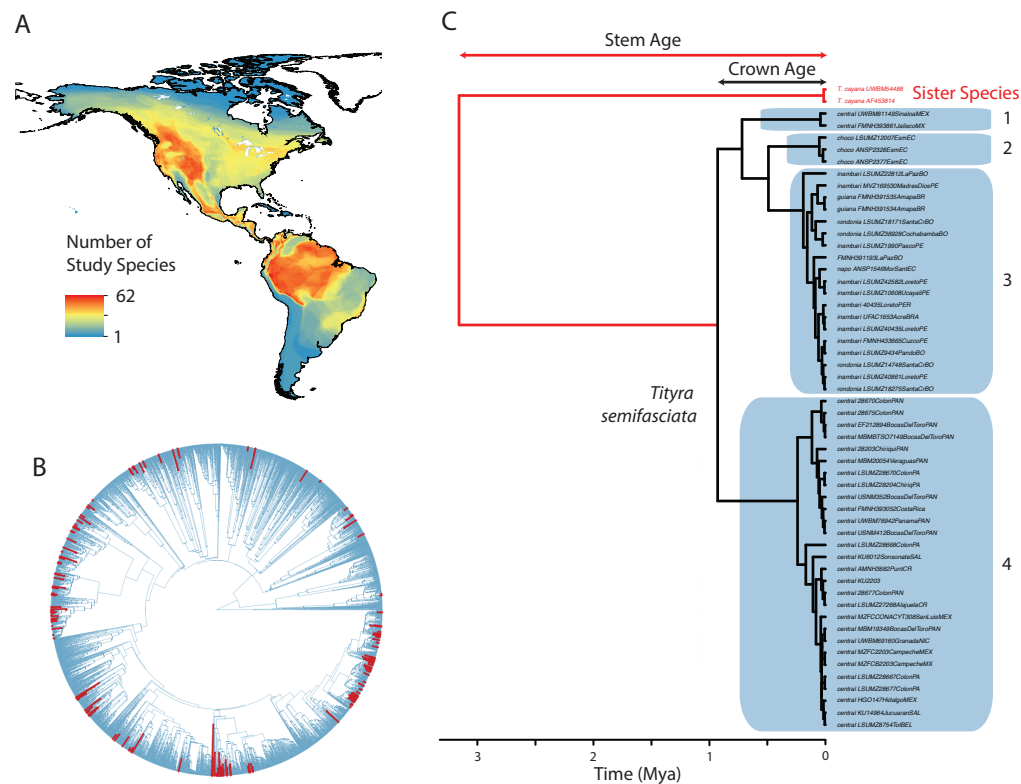 A
Number of
Study Species
62
1
B
C
Stem Age
Crown Age
T. cayana UWBM54488
T. cayana AF453814
Sister Species
central UWBM81149SinaloaMEX
central FMNH393861JaliscoMX
1
choco LSUMZ12007EsmEC
choco ANSP2326EsmEC
choco ANSP2377EsmEC
2
inambari LSUMZ22812LaPazBO
inambari MVZ169530MadresDiosPE
guiana FMNH391535AmapaBR
guiana FMNH391534AmapaBR
rondonia LSUMZ18171SantaCrBO
rondonia LSUMZ38928CochabambaBO
inambari LSUMZ1990PascoPE
FMNH391193LaPazBO
napo ANSP1546MorSantEC
inambari LSUMZ42582LoretoPE
inambari LSUMZ10608UcayaliPE
inambari 40435LoretoPER
inambari UFAC1653AcreBRA
inambari LSUMZ40435LoretoPE
inambari FMNH433665CuzcoPE
inambari LSUMZ9434PandoBO
rondonia LSUMZ14748SantaCrBO
inambari LSUMZ40861LoretoPE
rondonia LSUMZ18275SantaCrBO
3
Tityra
semifasciata
central 28670ColonPAN
central 28675ColonPAN
central EF212894BocasDelToroPAN
central MBMBTSD7149BocasDelToroPAN
central 28203ChiriquiPAN
central MBM20054VeraguasPAN
central LSUMZ28670ColonPA
central LSUMZ28204ChiriqPA
central USNM352BocasDelToroPAN
central FMNH393052CostaRica
central UWBM76942PanamaPAN
central USNM412BocasDelToroPAN
central LSUMZ28668ColonPA
central KU6012SonsonateSAL
central AMNH3682PuntCR
central KU2203
central 28677ColonPAN
central LSUMZ27268AlajuelaCR
central MZFCCONACYT308SanLuisMEX
central MBM19349BocasDelToroPAN
central UWBM69160GranadaNIC
central MZFC2203CampecheMEX
central MZFCB2203CampecheMX
central LSUMZ28667ColonPA
central LSUMZ28677ColonPA
central HGO147HidalgoMEX
central KU14964JucuaranSAL
central LSUMZ8754TolBEL
4
3 2 1 0
Time (Mya)